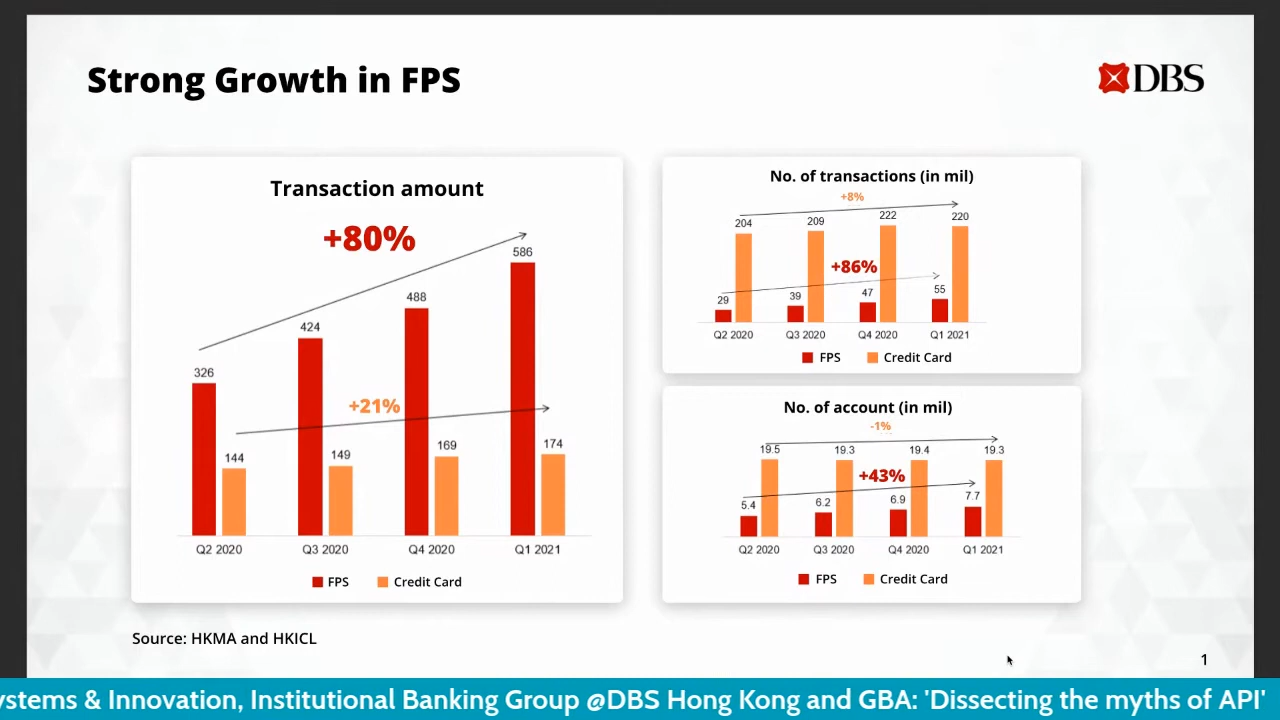 Strong Growth in FPS
DBS
Transaction amount
+80%
586
488
424
326
+21%
144
149
169
174
Q2 2020
Q3 2020
Q4 2020
Q1 2021
FPS
Credit Card
No. of transactions (in mil)
+8%
204
209
222
220
+86%
29
39
47
55
Q2 2020
Q3 2020
Q4 2020
Q1 2021
FPS
Credit Card
No. of account (in mil)
-1%
19.5
19.3
19.4
19.3
+43%
5.4
6.2
6.9
7.7
Q2 2020
Q3 2020
Q4 2020
Q1 2021
FPS
Credit Card
Source: HKMA and HKICL
1
ystems & Innovation, Institutional Banking Group @DBS Hong Kong and GBA: 'Dissecting the myths of API'